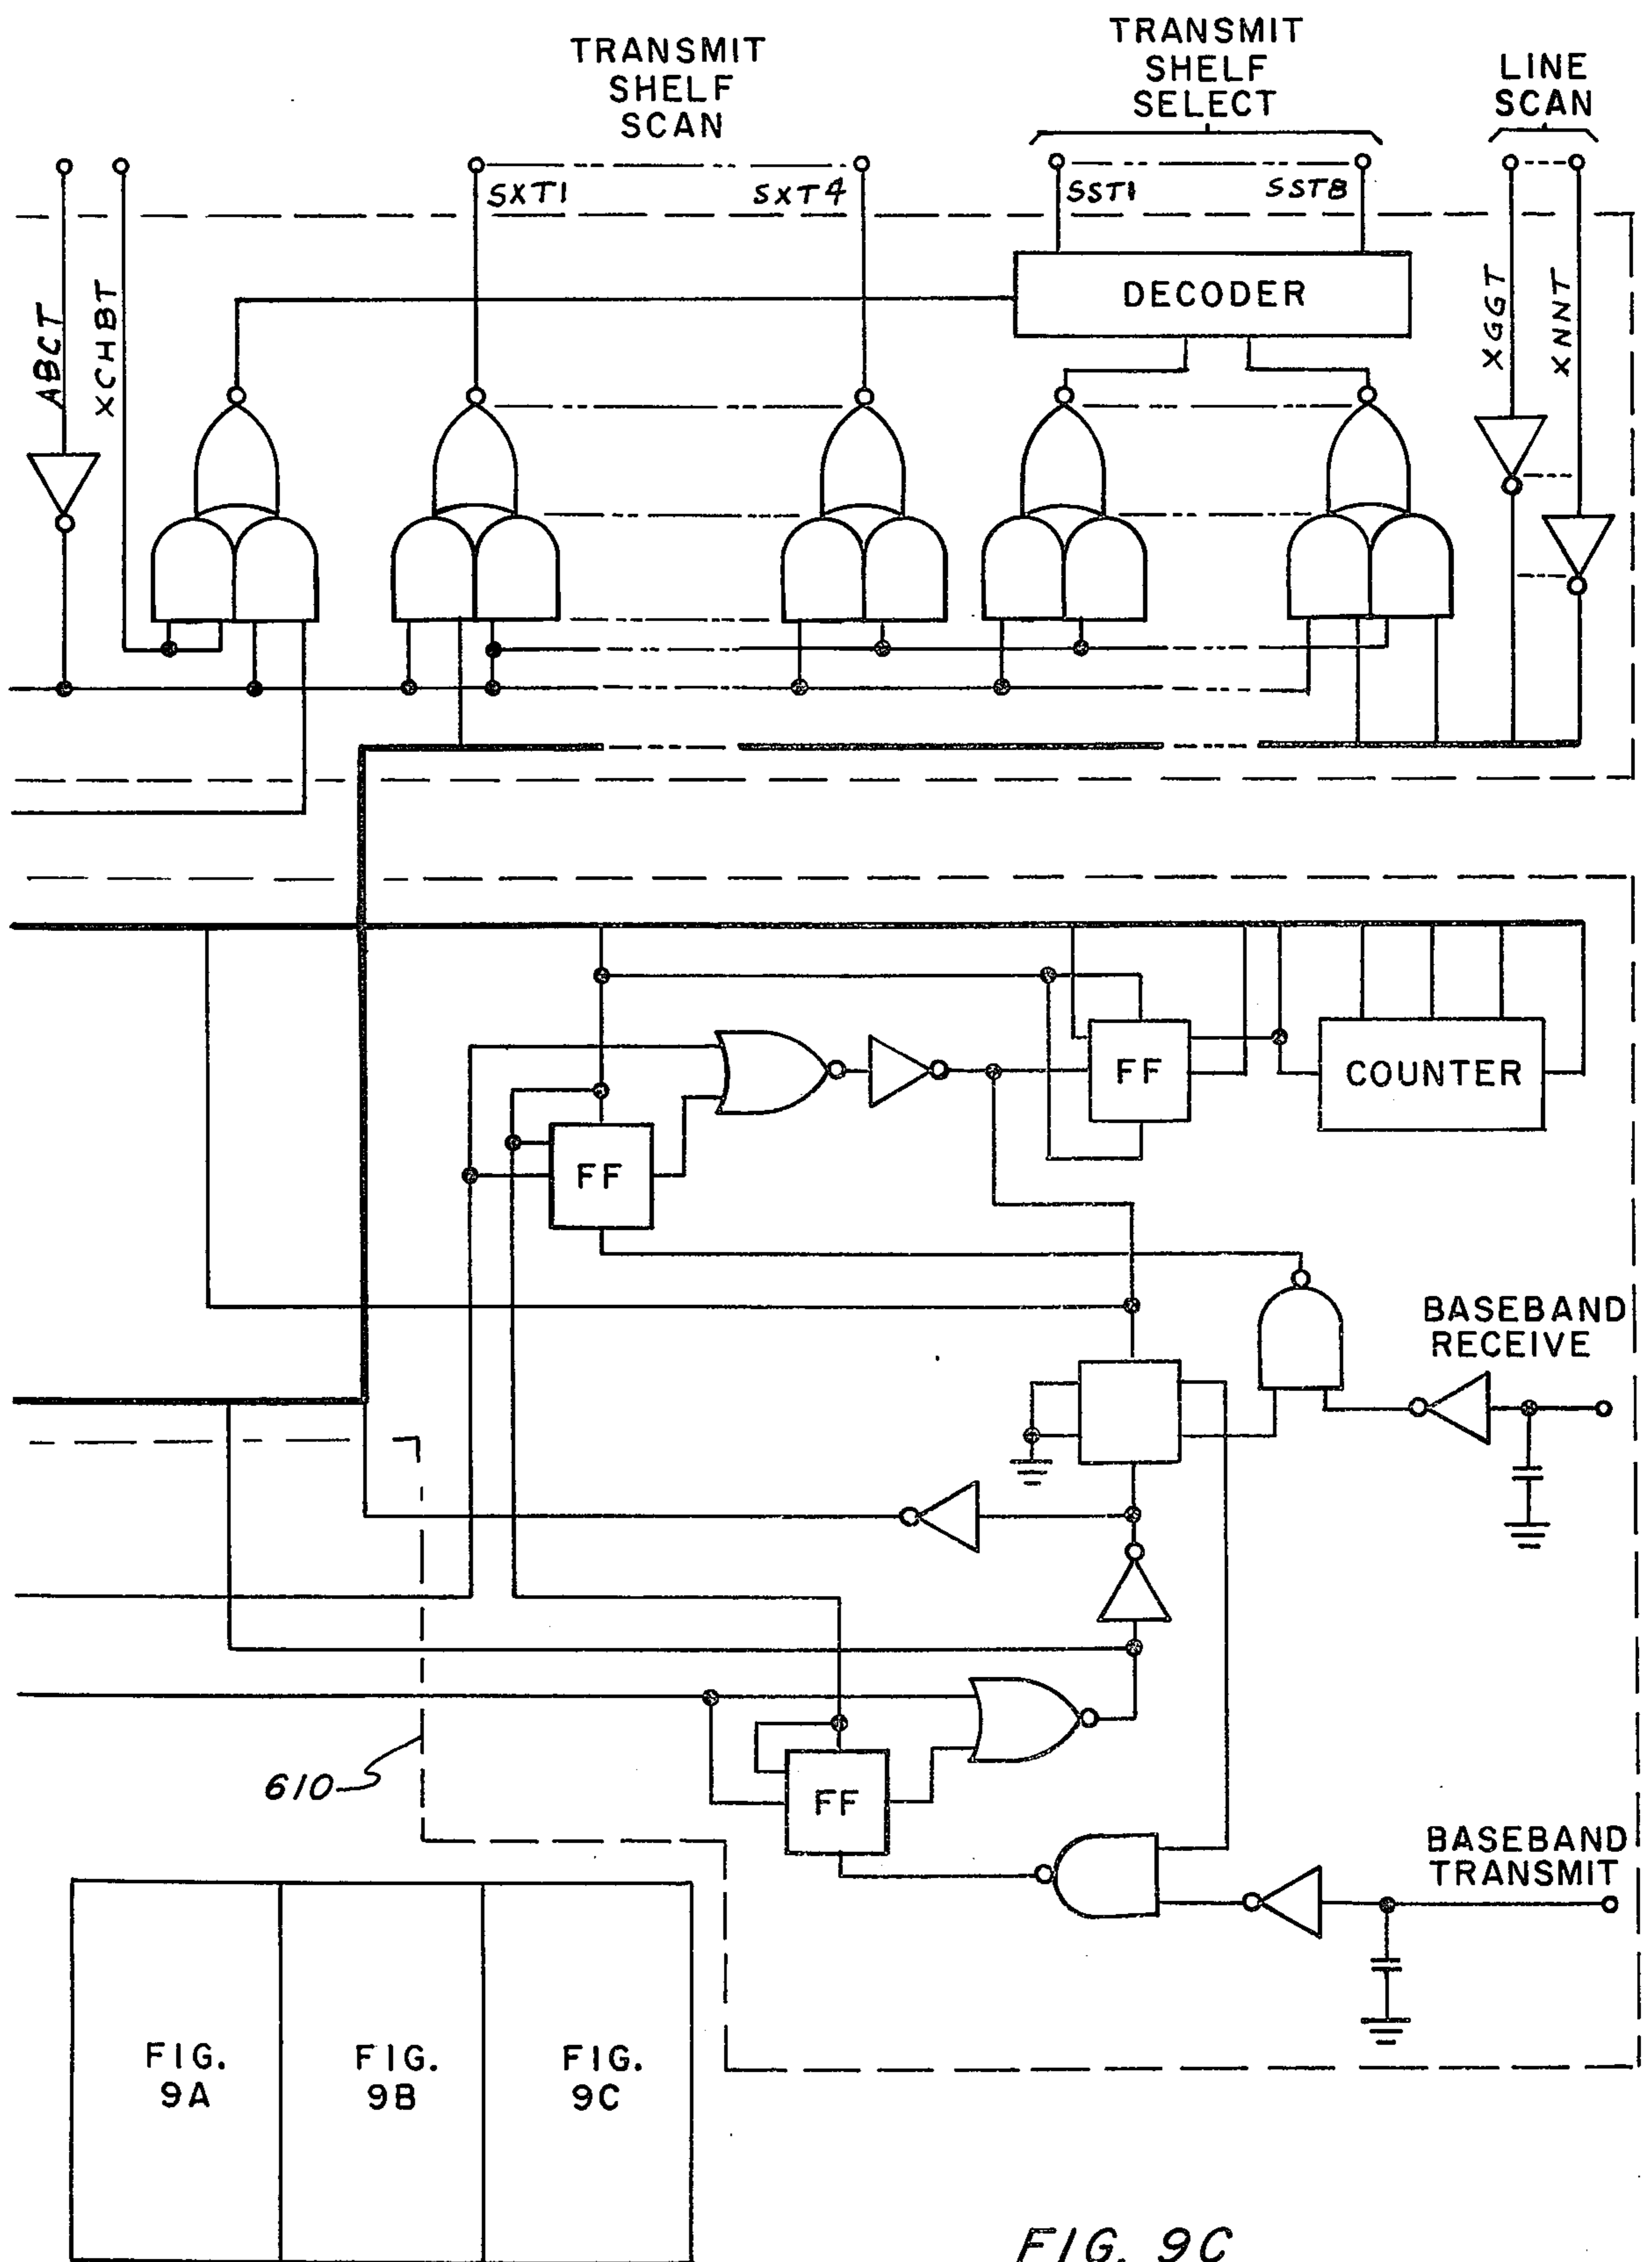 TRANSMIT
SHELF
SCAN
TRANSMIT
SHELF
SELECT
LINE
SCAN
SXT1
SXT4
SST1
SST8
ABCT
XCHBT
DECODER
XGGT
XNNT
FF
COUNTER
FF
BASEBAND
RECEIVE
610
FF
BASEBAND
TRANSMIT
FIG.
9A
FIG.
9B
FIG.
9C
FIG. 9C